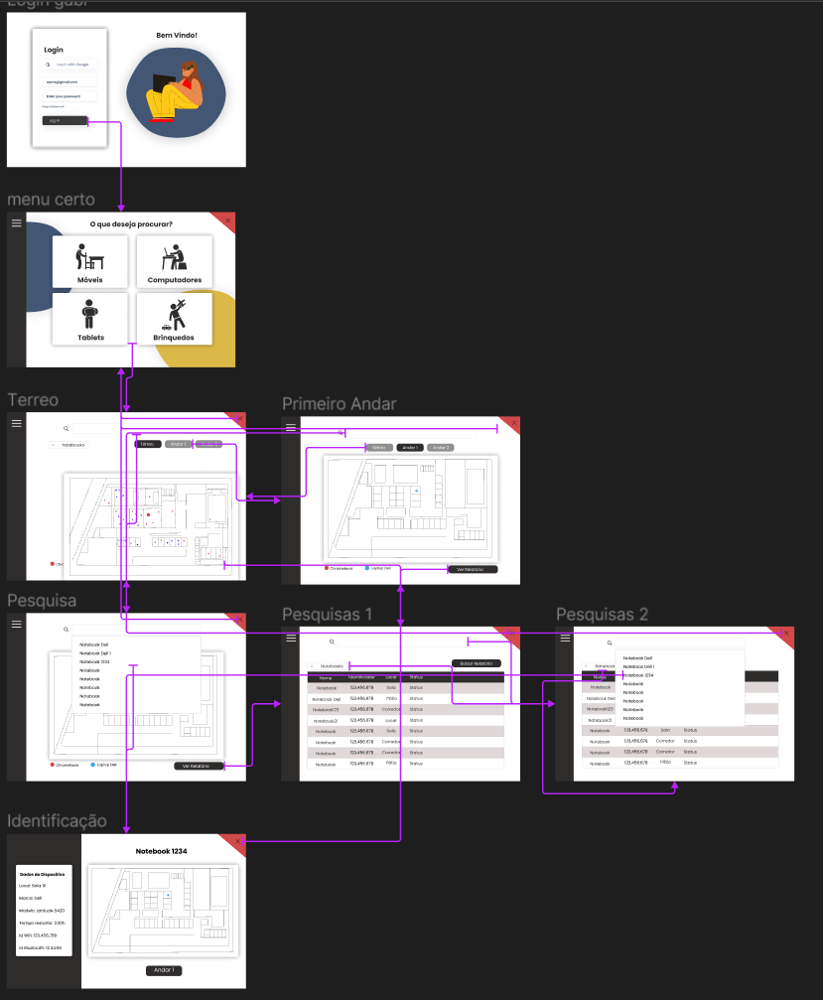 Login gabi
Bem Vindo!
Login
Log in with Google
name@gmail.com
Enter your password
Log in
menu certo
O que deseja procurar?
Móveis
Computadores
Tablets
Brinquedos
Terreo
Notebooks
Térreo
Andar 1
Primeiro Andar
Térreo
Andar 1
Andar 2
Chromebook
Laptop Dell
Ver Relatório
Pesquisa
Notebook Dell
Notebook Dell 1
Notebook 1234
Notebook
Notebook
Notebook
Notebook
Notebook
Chromebook
Laptop Dell
Ver Relatório
Pesquisas 1
Notebooks
Baixar Relatório
Nome Identificador Local Status
Notebook 123.456.678 Sala Status
Notebook Dell 123.456.678 Pátio Status
Notebook123 123.456.678 Corredor Status
Notebook21 123.456.678 Local Status
Notebook 123.456.678 Sala Status
Notebook 123.456.678 Corredor Status
Notebook 123.456.678 Corredor Status
Notebook 123.456.678 Pátio Status
Pesquisas 2
Notebook Dell
Notebook Dell 1
Notebook 1234
Notebook
Notebook
Notebook
Notebook
Notebook
Nome
Notebook
Notebook Dell
Notebook123
Notebook21
Notebook 123.456.678 Sala Status
Notebook 123.456.678 Corredor Status
Notebook 123.456.678 Corredor Status
Notebook 123.456.678 Pátio Status
Identificação
Dados do Dispositivo
Local: Sala 16
Marca: Dell
Modelo: Latitude 5420
Tempo restante: 2:30h
Id Wifi: 123.456.789
Id Bluetooth: 12.34.56
Notebook 1234
Andar 1